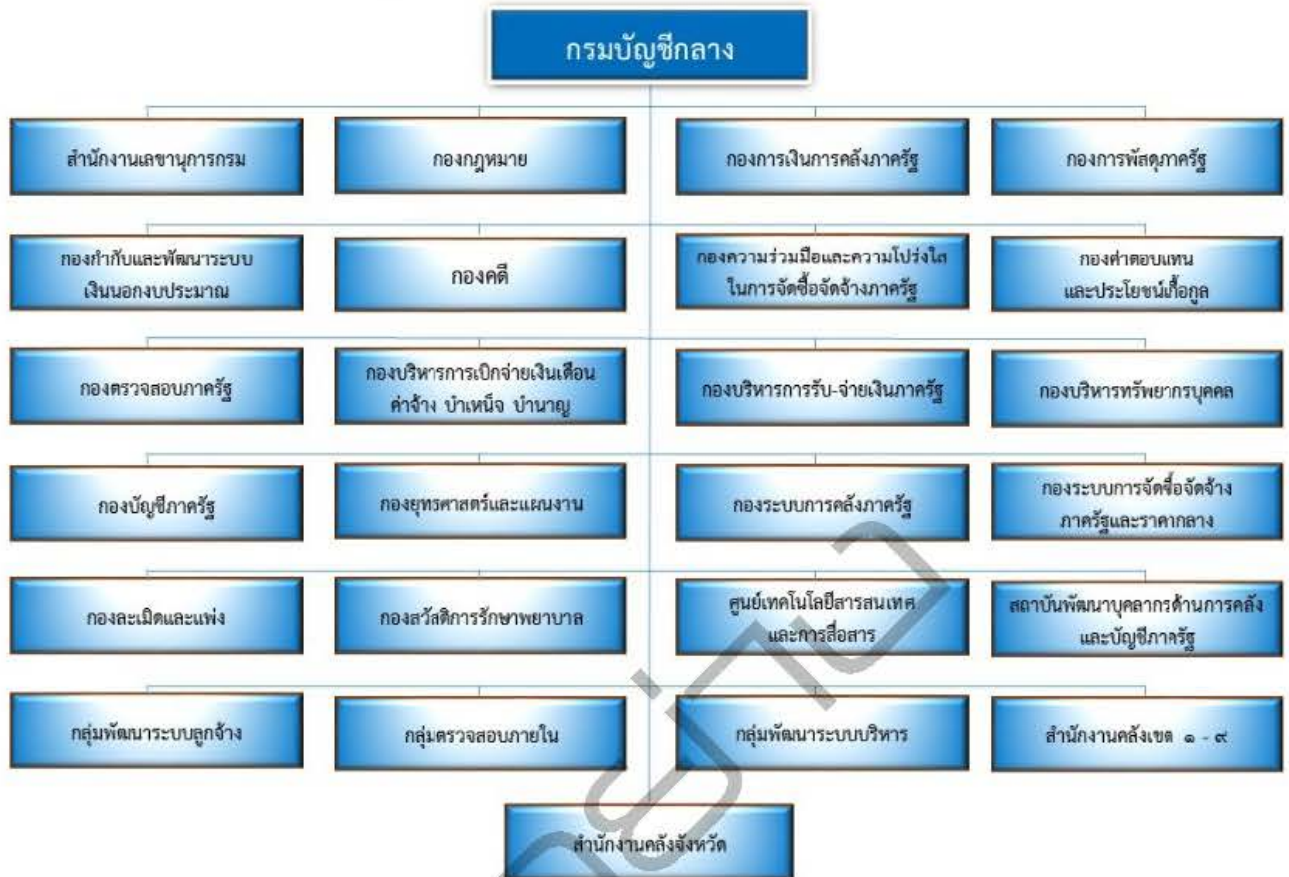 กรมบัญชีกลาง
สำนักงานเลขานุการกรม
กองกฎหมาย
กองการเงินการคลังภาครัฐ
กองการพัสดุภาครัฐ
กองกำกับและพัฒนาระบบ
เงินนอกงบประมาณ
กองคดี
กองความร่วมมือและความโปร่งใส
ในการจัดซื้อจัดจ้างภาครัฐ
กองค่าตอบแทน
และประโยชน์เกื้อกูล
กองตรวจสอบภาครัฐ
กองบริหารการเบิกจ่ายเงินเดือน
ค่าจ้าง บำเหน็จ บำนาญ
กองบริหารการรับ-จ่ายเงินภาครัฐ
กองบริหารทรัพยากรบุคคล
กองบัญชีภาครัฐ
กองยุทธศาสตร์และแผนงาน
กองระบบการคลังภาครัฐ
กองระบบการจัดซื้อจัดจ้าง
ภาครัฐและราคากลาง
กองละเมิดและแพ่ง
กองสวัสดิการรักษาพยาบาล
ศูนย์เทคโนโลยีสารสนเทศ
และการสื่อสาร
สถาบันพัฒนาบุคลากรด้านการคลัง
และบัญชีภาครัฐ
กลุ่มพัฒนาระบบลูกจ้าง
กลุ่มตรวจสอบภายใน
กลุ่มพัฒนาระบบบริหาร
สำนักงานคลังเขต ๑ - ๙
สำนักงานคลังจังหวัด